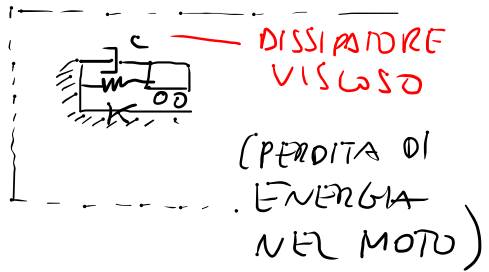 C
DISSIPATORE
VISCOSO
K
(PERDITA DI
ENERGIA
NEL MOTO)